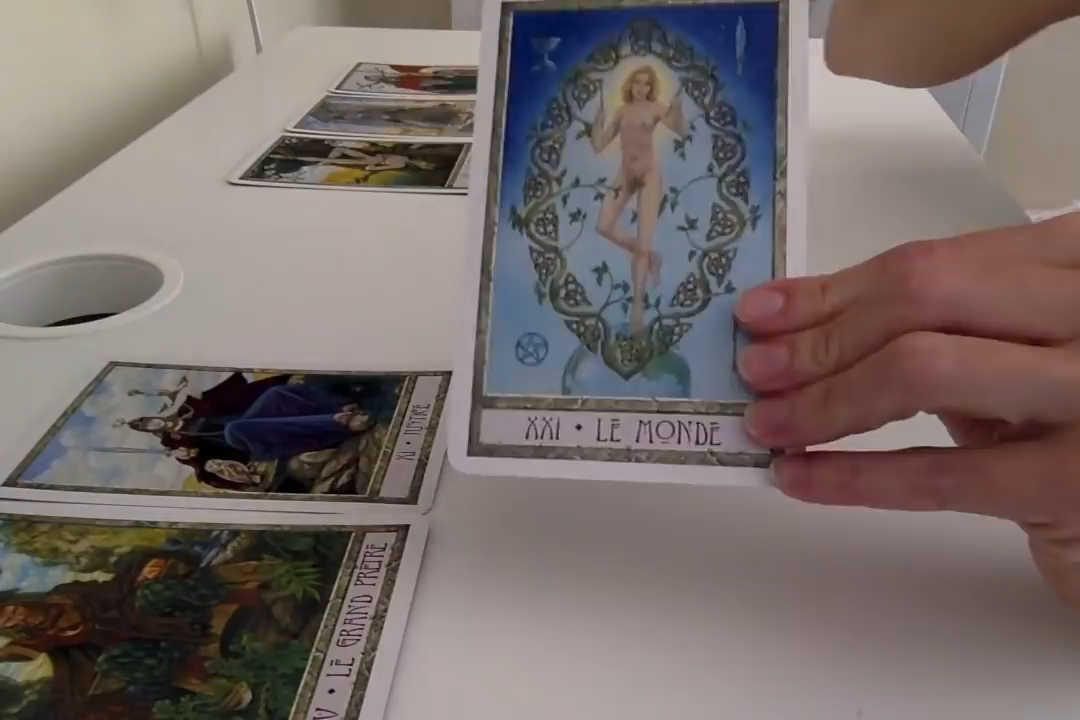 XXI • LE MONDE
XI • JUSTICE
V • LE GRAND PRÊTRE